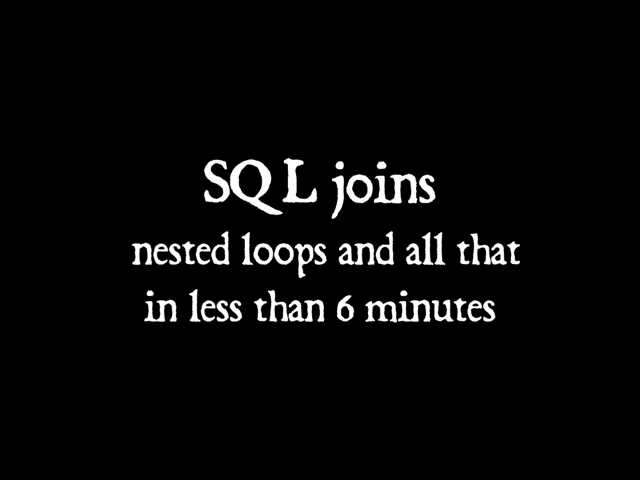 SQL joins
nested loops and all that
in less than 6 minutes